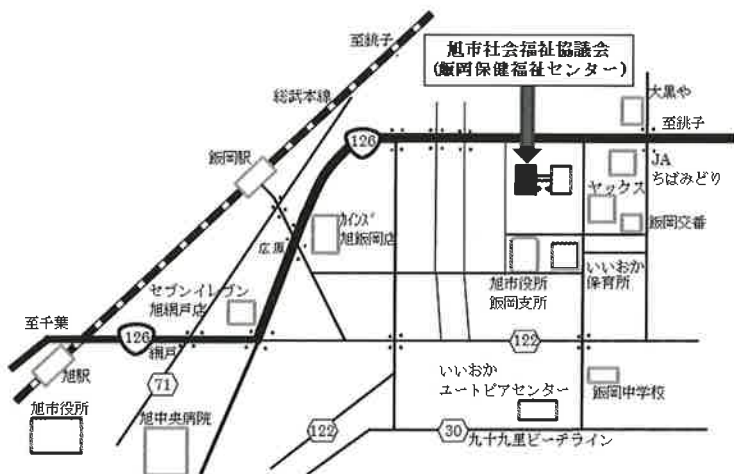 旭市社会福祉協議会
(飯岡保健福祉センター)
至銚子
総武本線
大黒や
至銚子
126
飯岡駅
JA
ちばみどり
ヤックス
飯岡交番
カインズ
旭飯岡店
広原
旭市役所
飯岡支所
いいおか
保育所
セブンイレブン
旭網戸店
至千葉
126
網戸
122
旭駅
71
いいおか
ユートピアセンター
飯岡中学校
旭市役所
旭中央病院
122
30
九十九里ビーチライン